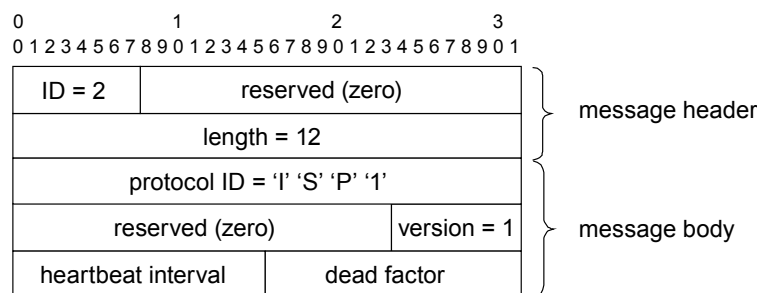 0 1 2 3
0 1 2 3 4 5 6 7 8 9 0 1 2 3 4 5 6 7 8 9 0 1 2 3 4 5 6 7 8 9 0 1
ID = 2 reserved (zero)
message header
length = 12
protocol ID = ‘I’ ‘S’ ‘P’ ‘1’
reserved (zero) version = 1 message body
heartbeat interval dead factor